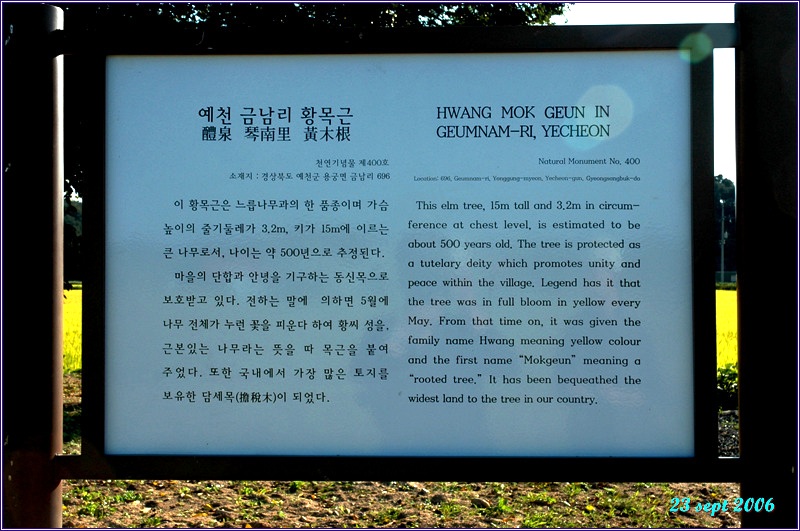 예천 금남리 황목근
醴泉 琴南里 黃木根
천연기념물 제400호
소재지 : 경상북도 예천군 용궁면 금남리 696
이 황목근은 느릅나무과의 한 품종이며 가슴
높이의 줄기둘레가 3.2m, 키가 15m에 이르는
큰 나무로서, 나이는 약 500년으로 추정된다.
마을의 단합과 안녕을 기구하는 동신목으로
보호받고 있다. 전하는 말에 의하면 5월에
나무 전체가 누런 꽃을 피운다 하여 황씨 성을,
근본있는 나무라는 뜻을 따 목근을 붙여
주었다. 또한 국내에서 가장 많은 토지를
보유한 담세목(擔稅木)이 되었다.
HWANG MOK GEUN IN
GEUMNAM-RI, YECHEON
Natural Monument No. 400
Location: 696, Geumnam-ri, Yonggung-myeon, Yecheon-gun, Gyeongsangbuk-do
This elm tree, 15m tall and 3.2m in circum-
ference at chest level, is estimated to be
about 500 years old. The tree is protected as
a tutelary deity which promotes unity and
peace within the village. Legend has it that
the tree was in full bloom in yellow every
May. From that time on, it was given the
family name Hwang meaning yellow colour
and the first name “Mokgeun” meaning a
“rooted tree.” It has been bequeathed the
widest land to the tree in our country.
23 sept 2006